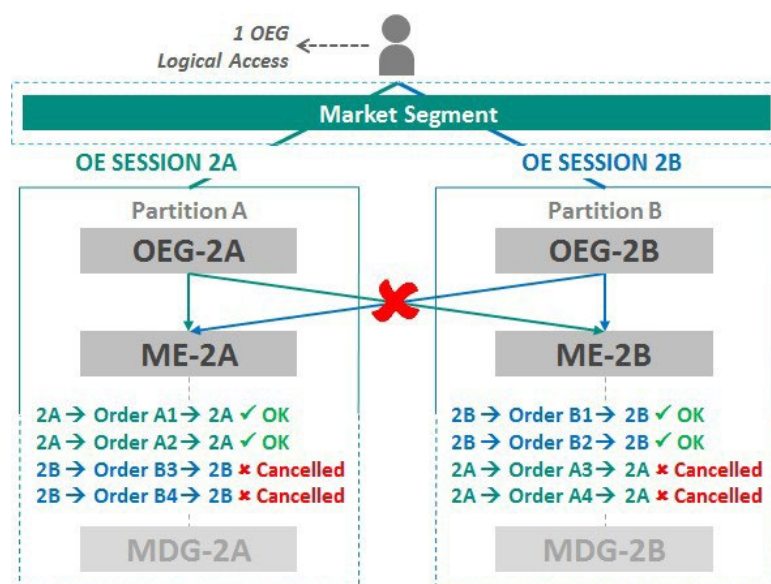 1 OEG
Logical Access
Market Segment
OE SESSION 2A
OE SESSION 2B
Partition A
OEG-2A
ME-2A
2A → Order A1 → 2A ✓ OK
2A → Order A2 → 2A ✓ OK
2B → Order B3 → 2B ✘ Cancelled
2B → Order B4 → 2B ✘ Cancelled
MDG-2A
Partition B
OEG-2B
ME-2B
2B → Order B1 → 2B ✓ OK
2B → Order B2 → 2B ✓ OK
2A → Order A3 → 2A ✘ Cancelled
2A → Order A4 → 2A ✘ Cancelled
MDG-2B